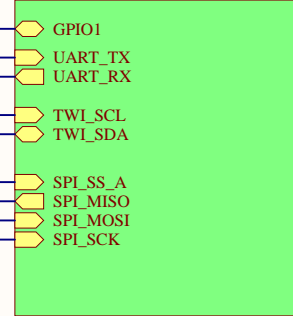 GPIO1
UART_TX
UART_RX
TWI_SCL
TWI_SDA
SPI_SS_A
SPI_MISO
SPI_MOSI
SPI_SCK